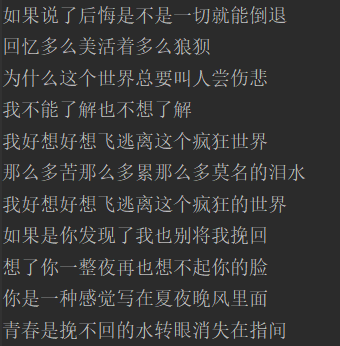 如果说了后悔是不是一切就能倒退
回忆多么美活着多么狼狈
为什么这个世界总要叫人尝伤悲
我不能了解也不想了解
我好想好想飞逃离这个疯狂世界
那么多苦那么多累那么多莫名的泪水
我好想好想飞逃离这个疯狂的世界
如果是你发现了我也别将我挽回
想了你一整夜再也想不起你的脸
你是一种感觉写在夏夜晚风里面
青春是挽不回的水转眼消失在指间